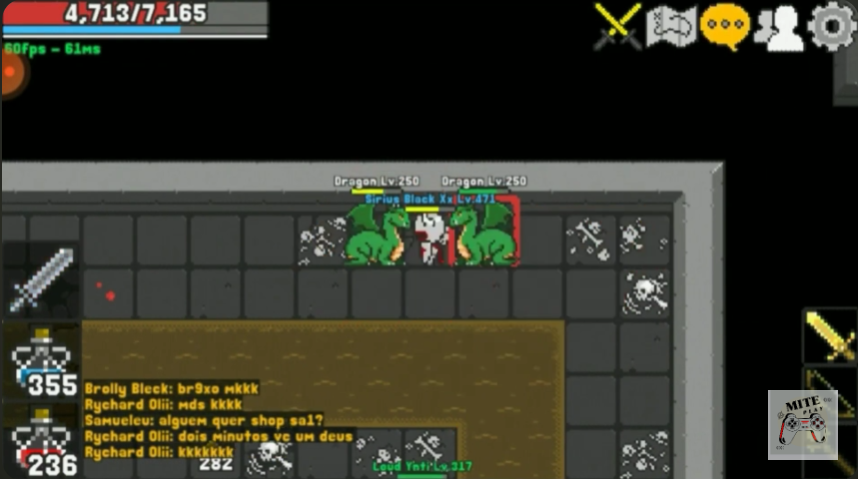 4,713/7,165
60fps - 61ms
Dragon Lv.250 Dragon Lv.250
Sirius Black Xx Lv.471
355
Brolly Bleck: br9xo mkkk
Rychard Olii: mds kkkk
Samueleu: alguem quer shop sal?
Rychard Olii: dois minutos vc um deus
Rychard Olii: kkkkkkk
236
282
Lv.317
MITE
PLAY